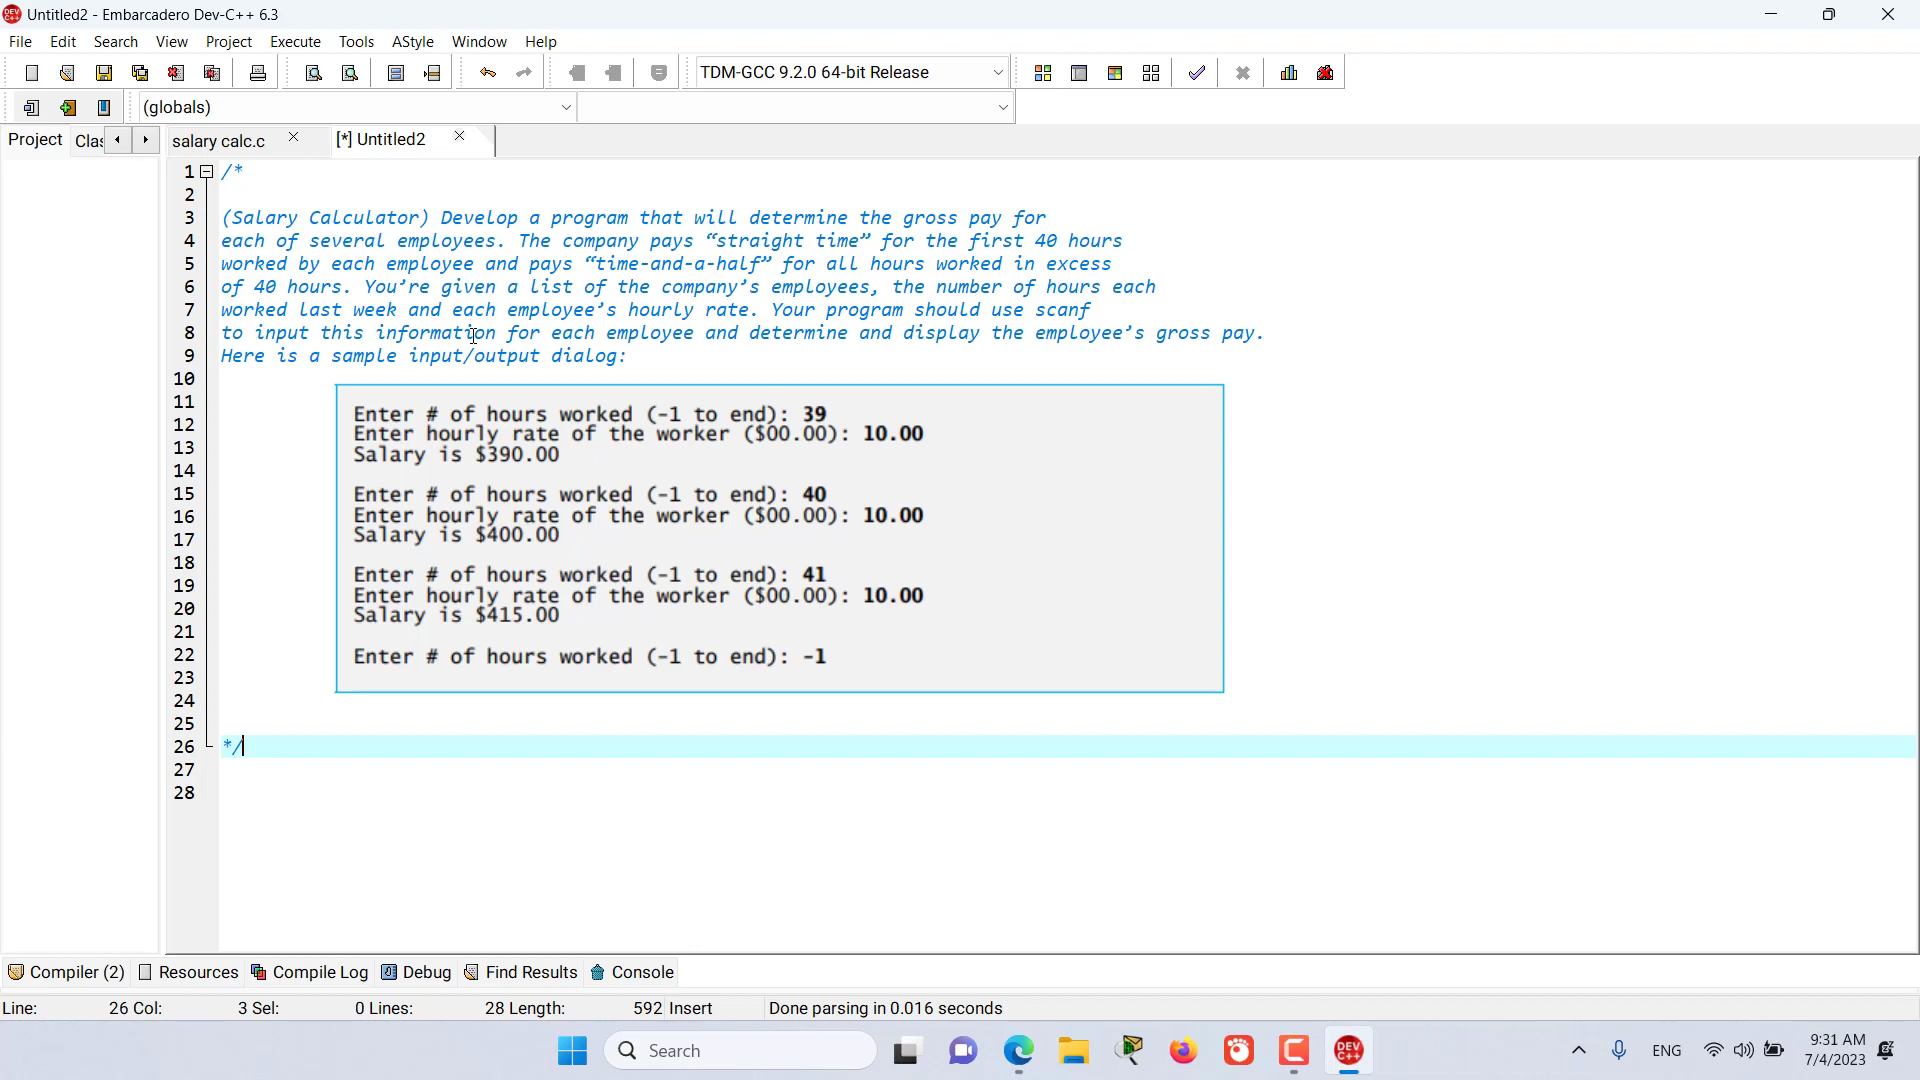 Untitled2 - Embarcadero Dev-C++ 6.3
File Edit Search View Project Execute Tools AStyle Window Help
TDM-GCC 9.2.0 64-bit Release
(globals)
Project Clas salary calc.c [*] Untitled2
1 /*
2
3 (Salary Calculator) Develop a program that will determine the gross pay for
4 each of several employees. The company pays “straight time” for the first 40 hours
5 worked by each employee and pays “time-and-a-half” for all hours worked in excess
6 of 40 hours. You’re given a list of the company’s employees, the number of hours each
7 worked last week and each employee’s hourly rate. Your program should use scanf
8 to input this information for each employee and determine and display the employee’s gross pay.
9 Here is a sample input/output dialog:
10
11
12
13
14
15
16
17
18
19
20
21
22
23
24
25
26 */
27
28
Enter # of hours worked (-1 to end): 39
Enter hourly rate of the worker ($00.00): 10.00
Salary is $390.00
Enter # of hours worked (-1 to end): 40
Enter hourly rate of the worker ($00.00): 10.00
Salary is $400.00
Enter # of hours worked (-1 to end): 41
Enter hourly rate of the worker ($00.00): 10.00
Salary is $415.00
Enter # of hours worked (-1 to end): -1
Compiler (2) Resources Compile Log Debug Find Results Console
Line: 26 Col: 3 Sel: 0 Lines: 28 Length: 592 Insert Done parsing in 0.016 seconds
Search
DEV C++
ENG
9:31 AM
7/4/2023